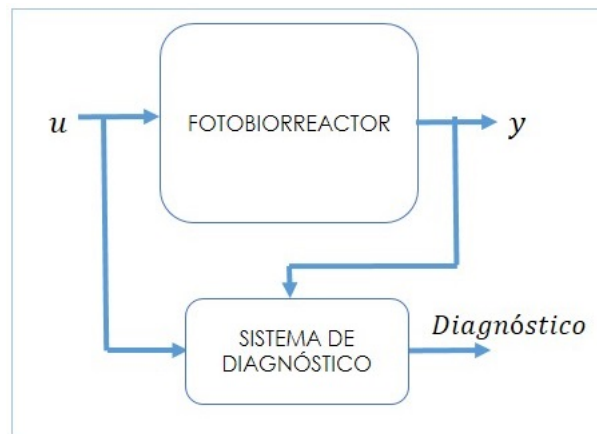 u
FOTOBIORREACTOR
y
SISTEMA DE
DIAGNÓSTICO
Diagnóstico